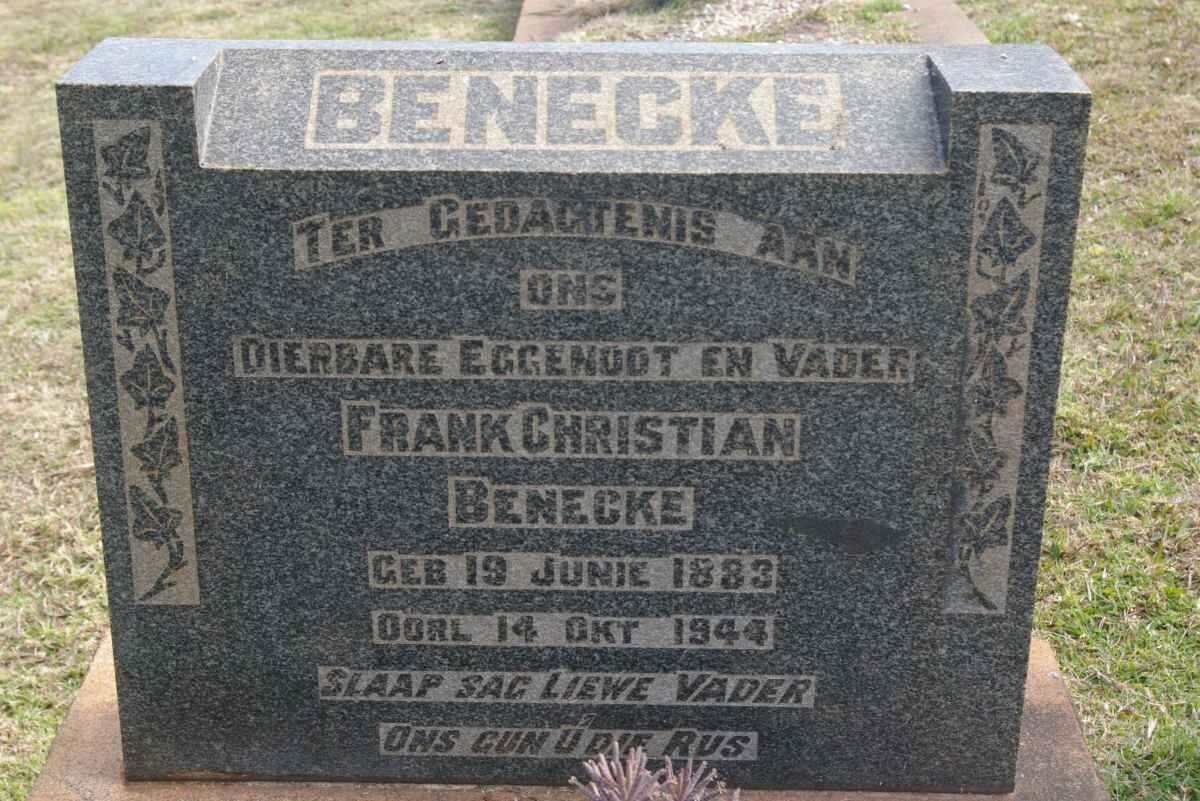 BENECKE
TER GEDAGTENIS AAN
ONS
DIERBARE EGGENOOT EN VADER
FRANK CHRISTIAN
BENECKE
GEB 19 JUNIE 1883
OORL 14 OKT 1944
SLAAP SAG LIEWE VADER
ONS GUN U DIE RUS